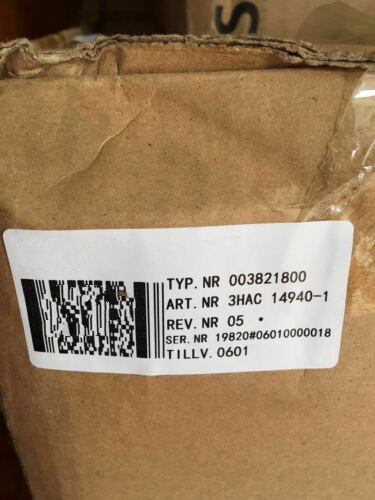 S
TYP. NR 003821800
ART. NR 3HAC 14940-1
REV. NR 05 •
SER. NR 19820#06010000018
TILLV. 0601